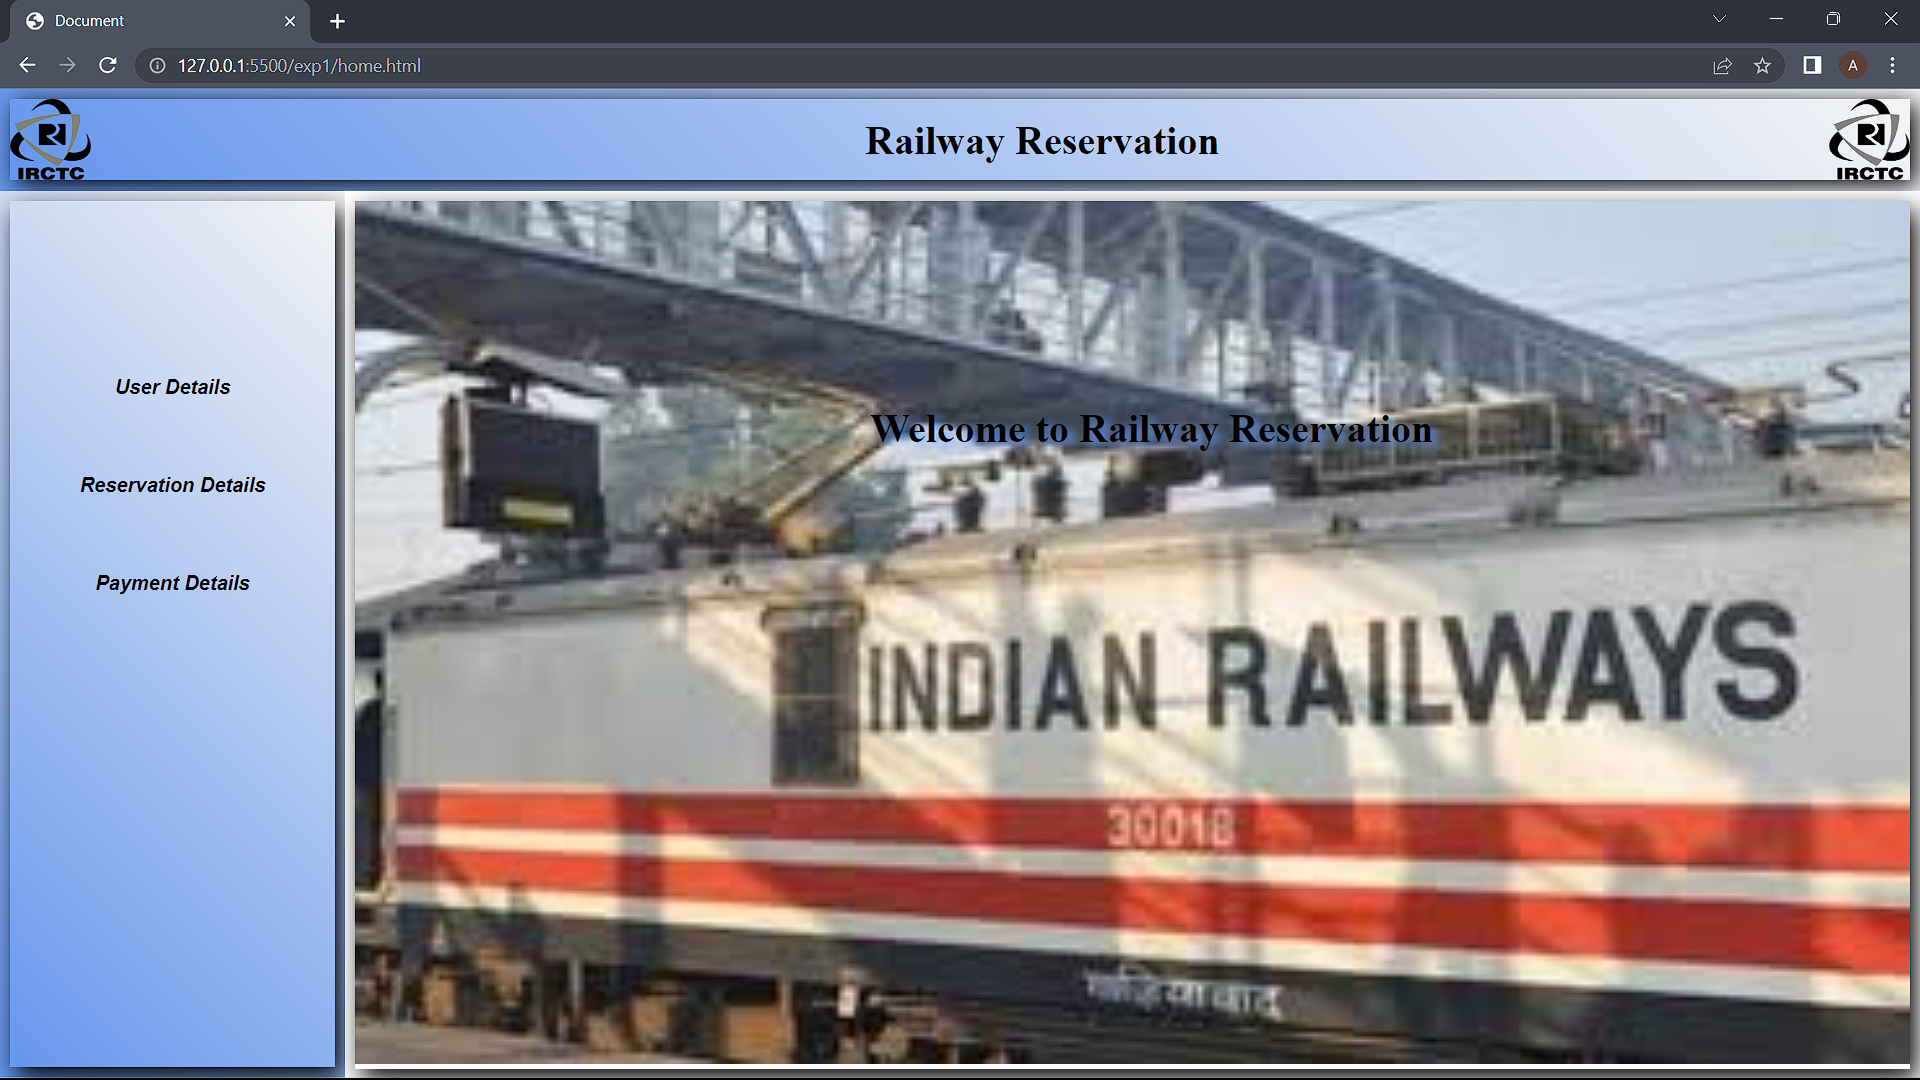 Document
127.0.0.1:5500/exp1/home.html
A
IRCTC
Railway Reservation
IRCTC
User Details
Reservation Details
Payment Details
Welcome to Railway Reservation
INDIAN RAILWAYS
30018
गाजियाबाद